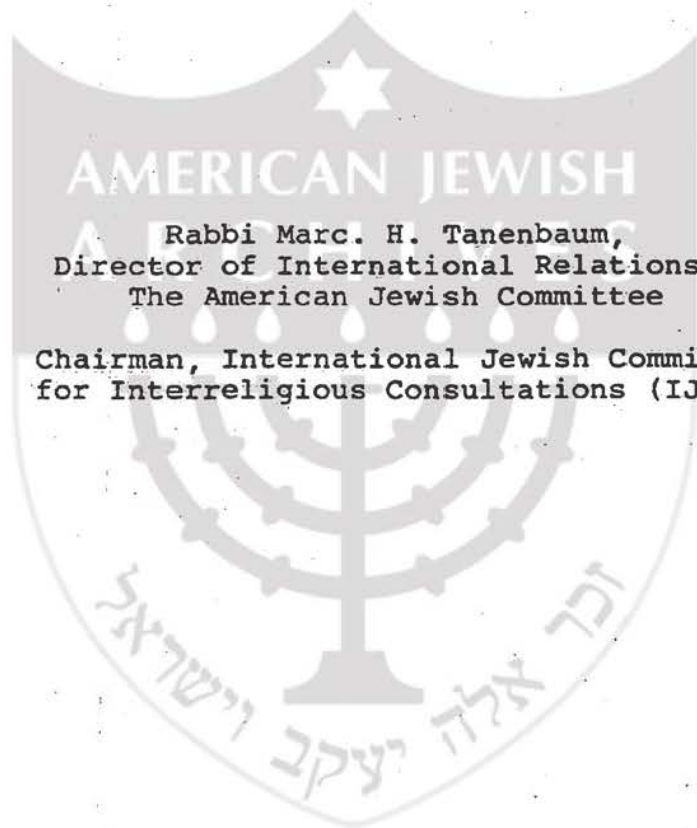 AMERICAN JEWISH
ARCHIVES
Rabbi Marc. H. Tanenbaum,
Director of International Relations
The American Jewish Committee
Chairman, International Jewish Commi
for Interreligious Consultations (IJ
זכר אלה יעקב וישראל